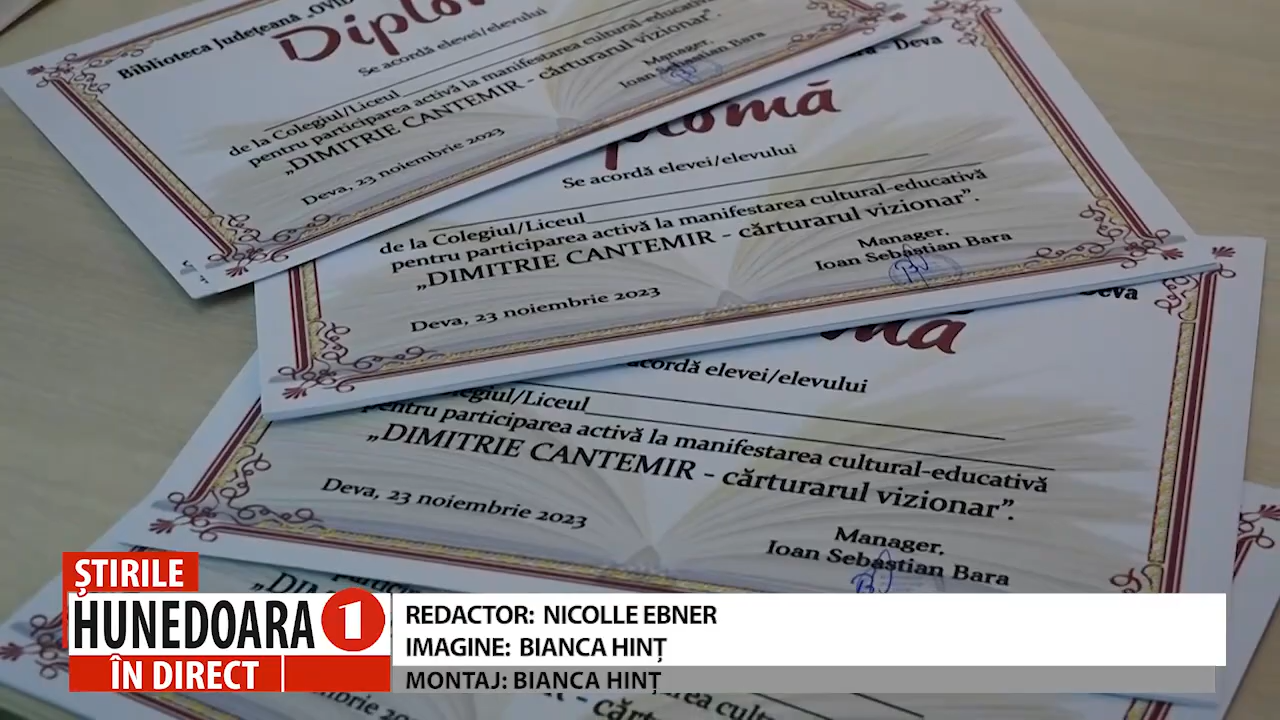 Biblioteca Județeană „OVID
Diplom
Se acordă elevei/elevului
de la Colegiul/Liceul
pentru participarea activă la manifestarea cultural-educativă
„DIMITRIE CANTEMIR - cărturarul vizionar”.
Manager,
Ioan Sebastian Bara
Deva, 23 noiembrie 2023
- Deva
plomă
Se acordă elevei/elevului
de la Colegiul/Liceul
pentru participarea activă la manifestarea cultural-educativă
„DIMITRIE CANTEMIR - cărturarul vizionar”.
Manager,
Ioan Sebastian Bara
Deva, 23 noiembrie 2023
Deva
mă
acordă elevei/elevului
legiul/Liceul
pentru participarea activă la manifestarea cultural-educativă
„DIMITRIE CANTEMIR - cărturarul vizionar”.
Deva, 23 noiembrie 2023
Manager,
Ioan Sebastian Bara
ȘTIRILE
HUNEDOARA 1
ÎN DIRECT
REDACTOR: NICOLLE EBNER
IMAGINE: BIANCA HINȚ
MONTAJ: BIANCA HINȚ